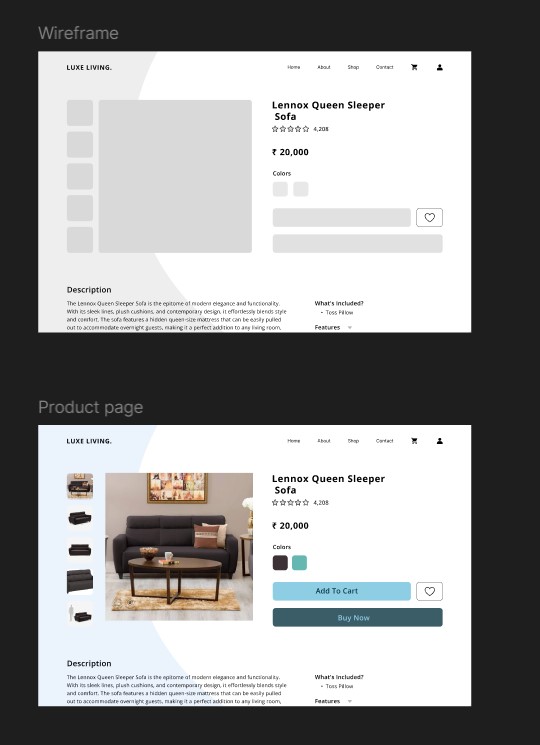 Wireframe
LUXE LIVING.
Home About Shop Contact
Lennox Queen Sleeper
Sofa
4,208
₹ 20,000
Colors
Description
The Lennox Queen Sleeper Sofa is the epitome of modern elegance and functionality.
With its sleek lines, plush cushions, and contemporary design, it effortlessly blends style
and comfort. The sofa features a hidden queen-size mattress that can be easily pulled
out to accommodate overnight guests, making it a perfect addition to any living room,
What's Included?
• Toss Pillow
Features
Product page
LUXE LIVING.
Home About Shop Contact
Lennox Queen Sleeper
Sofa
4,208
₹ 20,000
Colors
Add To Cart
Buy Now
Description
The Lennox Queen Sleeper Sofa is the epitome of modern elegance and functionality.
With its sleek lines, plush cushions, and contemporary design, it effortlessly blends style
and comfort. The sofa features a hidden queen-size mattress that can be easily pulled
out to accommodate overnight guests, making it a perfect addition to any living room,
What's Included?
• Toss Pillow
Features